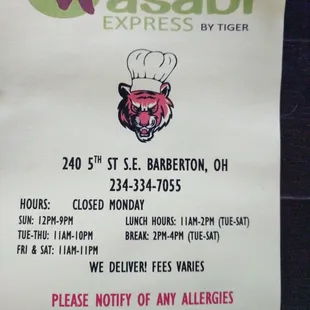 Wasabi
EXPRESS BY TIGER
240 5TH ST S.E. BARBERTON, OH
234-334-7055
HOURS: CLOSED MONDAY
SUN: 12PM-9PM LUNCH HOURS: 11AM-2PM (TUE-SAT)
TUE-THU: 11AM-10PM BREAK: 2PM-4PM (TUE-SAT)
FRI & SAT: 11AM-11PM
WE DELIVER! FEES VARIES
PLEASE NOTIFY OF ANY ALLERGIES